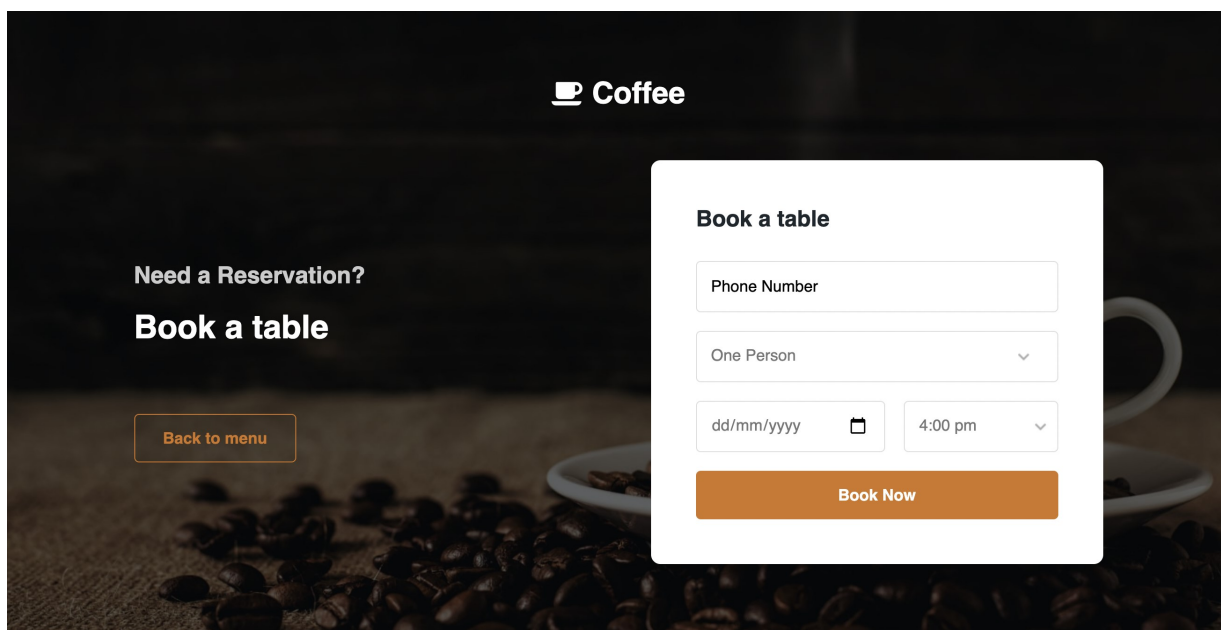 Coffee
Need a Reservation?
Book a table
Back to menu
Book a table
Phone Number
One Person
dd/mm/yyyy
4:00 pm
Book Now